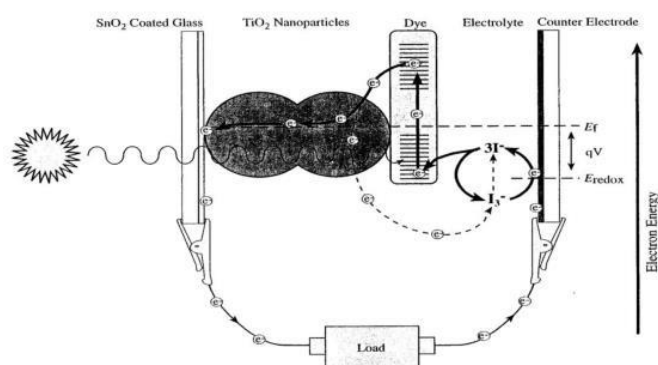 SnO₂ Coated Glass TiO₂ Nanoparticles Dye Electrolyte Counter Electrode
e⁻
e⁻
e⁻
e⁻
e⁻
e⁻
Ef
e⁻
3I⁻
qV
e⁻
e⁻
Eredox
e⁻
e⁻
I₃⁻
e⁻
e⁻
Electron Energy
e⁻
e⁻
e⁻
e⁻
Load